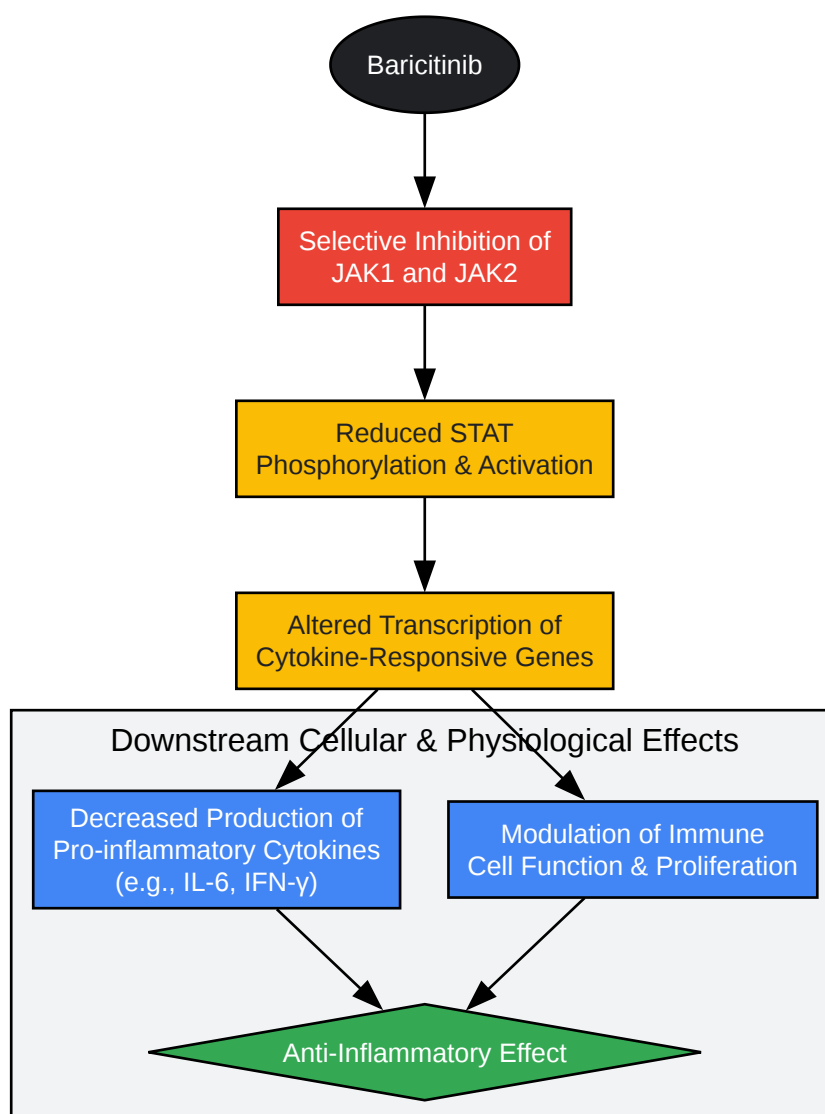 Baricitinib
Selective Inhibition of
JAK1 and JAK2
Reduced STAT
Phosphorylation & Activation
Altered Transcription of
Cytokine-Responsive Genes
Downstream Cellular & Physiological Effects
Decreased Production of
Pro-inflammatory Cytokines
(e.g., IL-6, IFN-γ)
Modulation of Immune
Cell Function & Proliferation
Anti-Inflammatory Effect